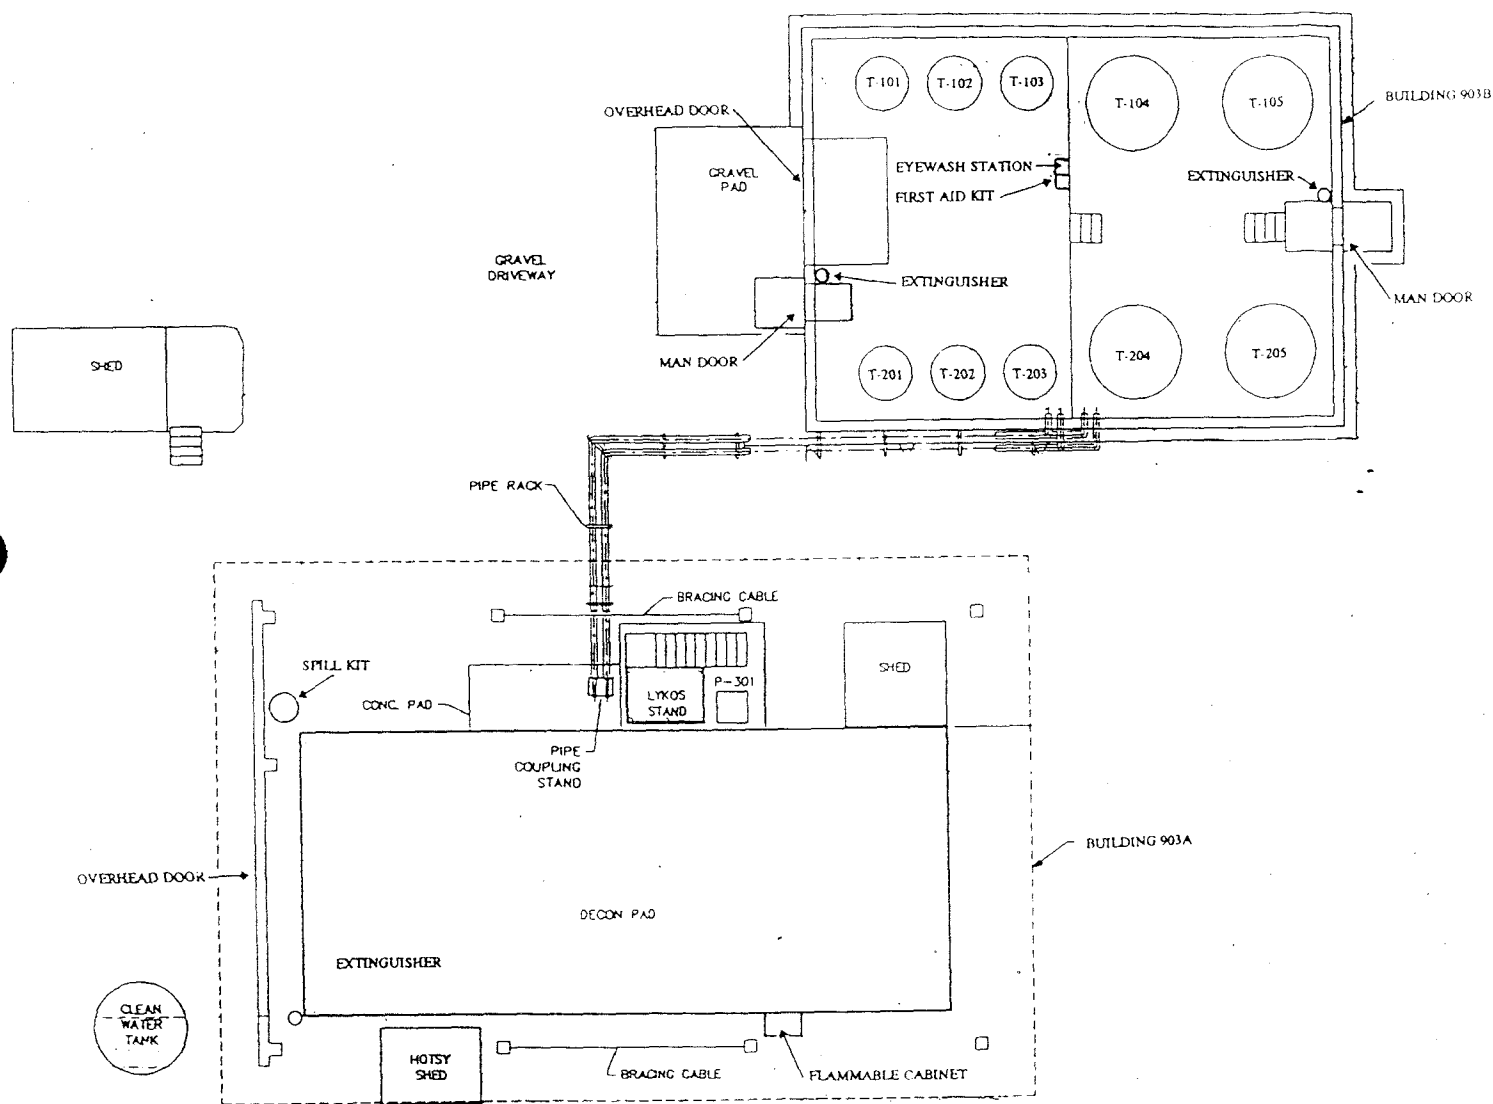 T-101
T-102
T-103
T-104
T-105
BUILDING 903B
OVERHEAD DOOR
GRAVEL
PAD
EYEWASH STATION
FIRST AID KIT
EXTINGUISHER
GRAVEL
DRIVEWAY
EXTINGUISHER
MAN DOOR
MAN DOOR
SHED
T-201
T-202
T-203
T-204
T-205
PIPE RACK
BRACING CABLE
SPILL KIT
CONC. PAD
LYKOS
STAND
P-301
SHED
PIPE
COUPLING
STAND
BUILDING 903A
OVERHEAD DOOR
DECON PAD
EXTINGUISHER
CLEAN
WATER
TANK
HOTSY
SHED
BRACING CABLE
FLAMMABLE CABINET